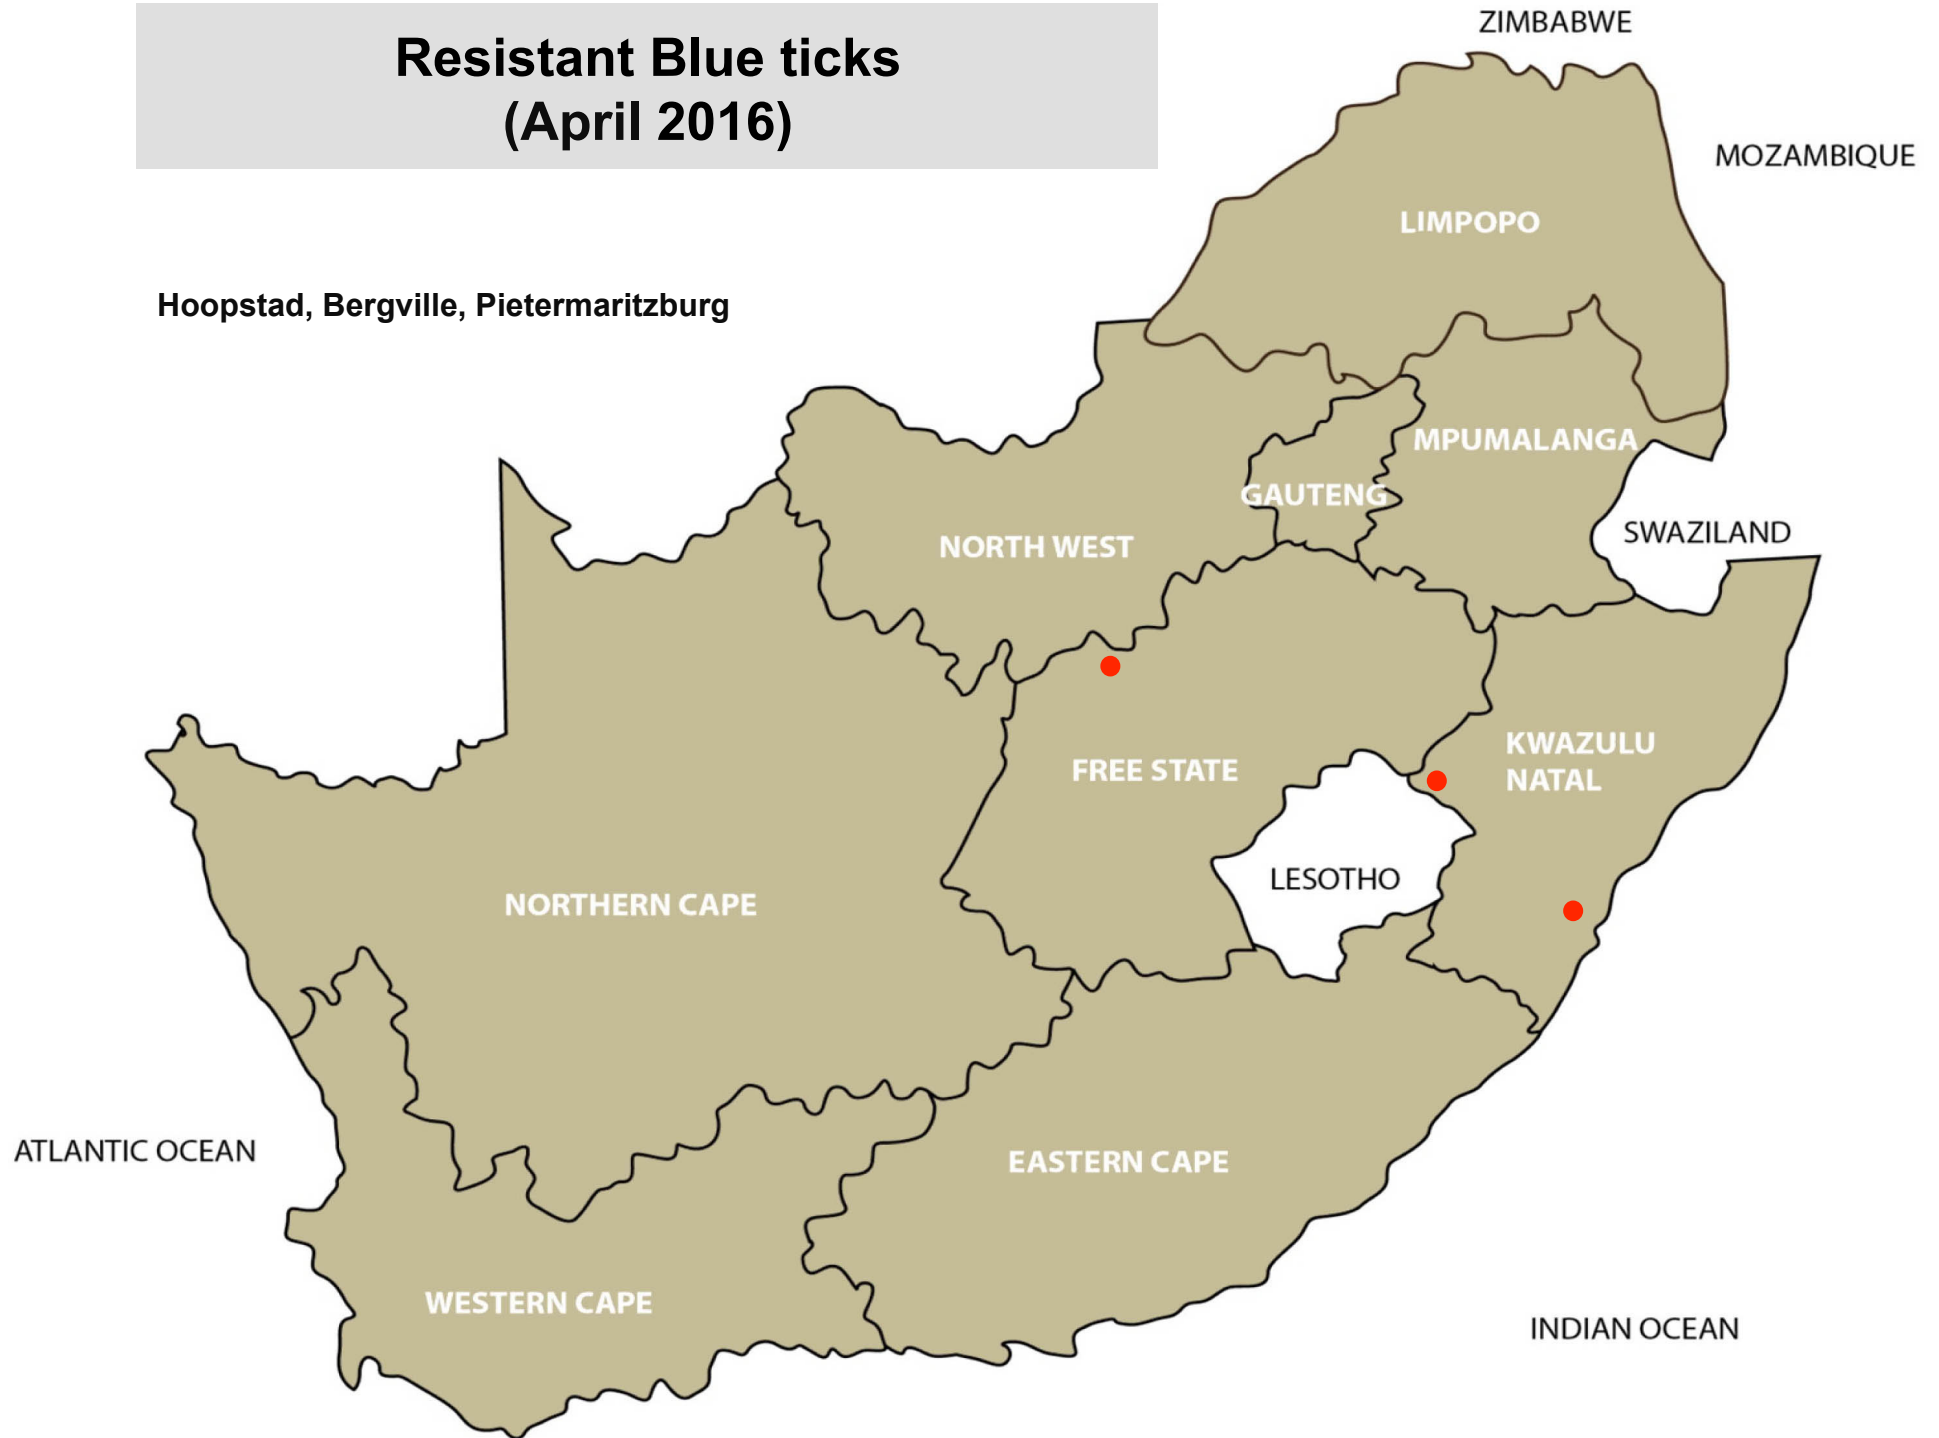 Resistant Blue ticks
(April 2016)
ZIMBABWE
MOZAMBIQUE
LIMPOPO
Hoopstad, Bergville, Pietermaritzburg
MPUMALANGA
GAUTENG
SWAZILAND
NORTH WEST
KWAZULU
NATAL
FREE STATE
LESOTHO
NORTHERN CAPE
ATLANTIC OCEAN
EASTERN CAPE
WESTERN CAPE
INDIAN OCEAN